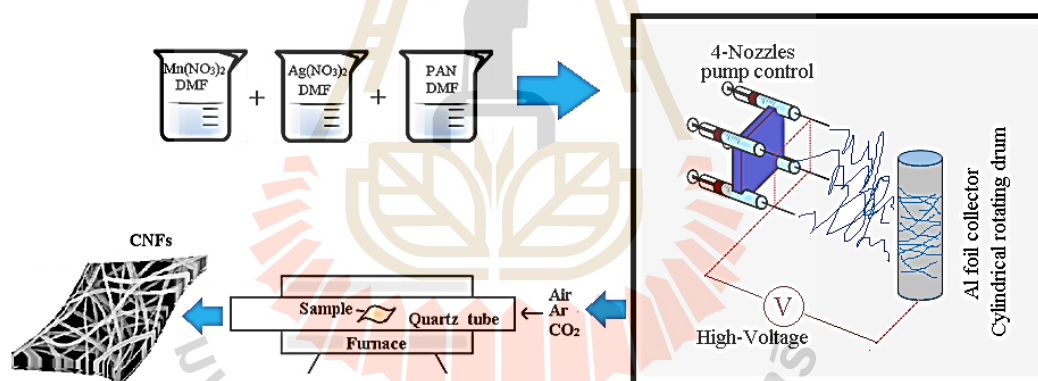 Mn(NO₃)₂
DMF
+
Ag(NO₃)₂
DMF
+
PAN
DMF
4-Nozzles
pump control
Al foil collector
Cylindrical rotating drum
V
High-Voltage
Air
Ar
CO₂
Sample
Quartz tube
Furnace
CNFs